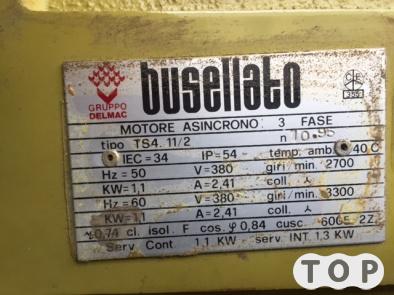 GRUPPO
DELMAC
busellato
MOTORE ASINCRONO 3 FASE
tipo TS4. 11/2 n 10.95
IEC=34 IP=54 temp. amb. 40C
Hz=50 V=380 giri/min. 2700
KW=1,1 A=2,41 coll. ⅄
Hz=60 V=380 giri/min. 3300
KW=1,1 A=2,41 coll. ⅄
0,74 cl. isol. F cos φ 0,84 cusc. 6005 2Z
Serv Cont. 1,1 KW - serv. INT. 1,3 KW
TOP